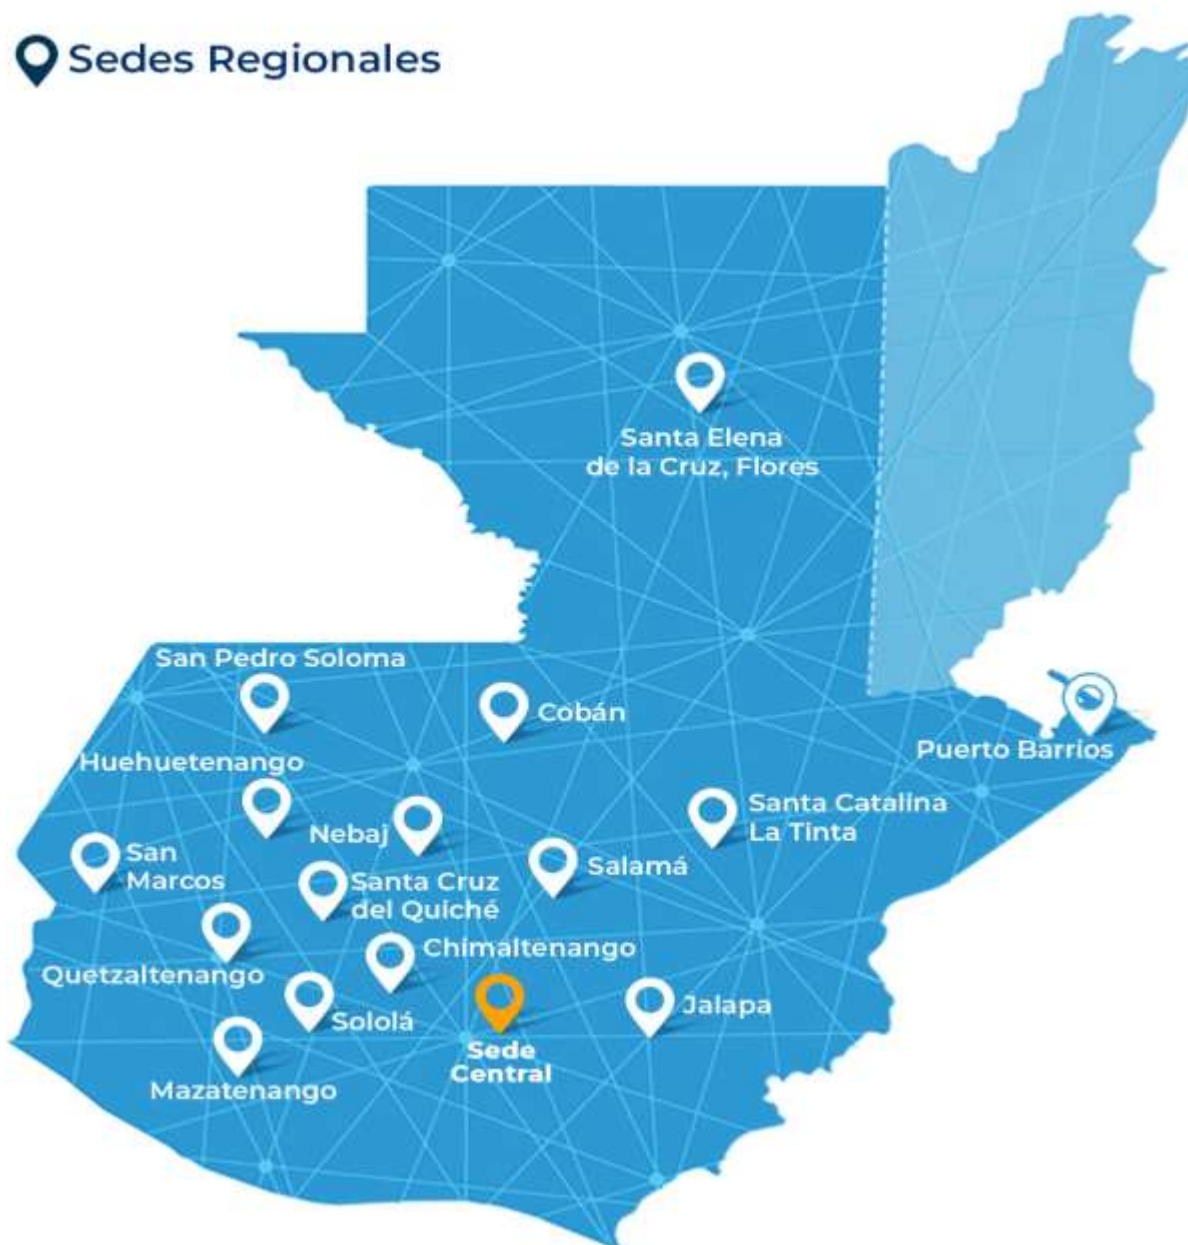 Sedes Regionales
Santa Elena
de la Cruz, Flores
San Pedro Soloma
Cobán
Puerto Barrios
Huehuetenango
Nebaj
Santa Catalina
La Tinta
San
Marcos
Salamá
Santa Cruz
del Quiché
Chimaltenango
Quetzaltenango
Sololá
Jalapa
Sede
Central
Mazatenango